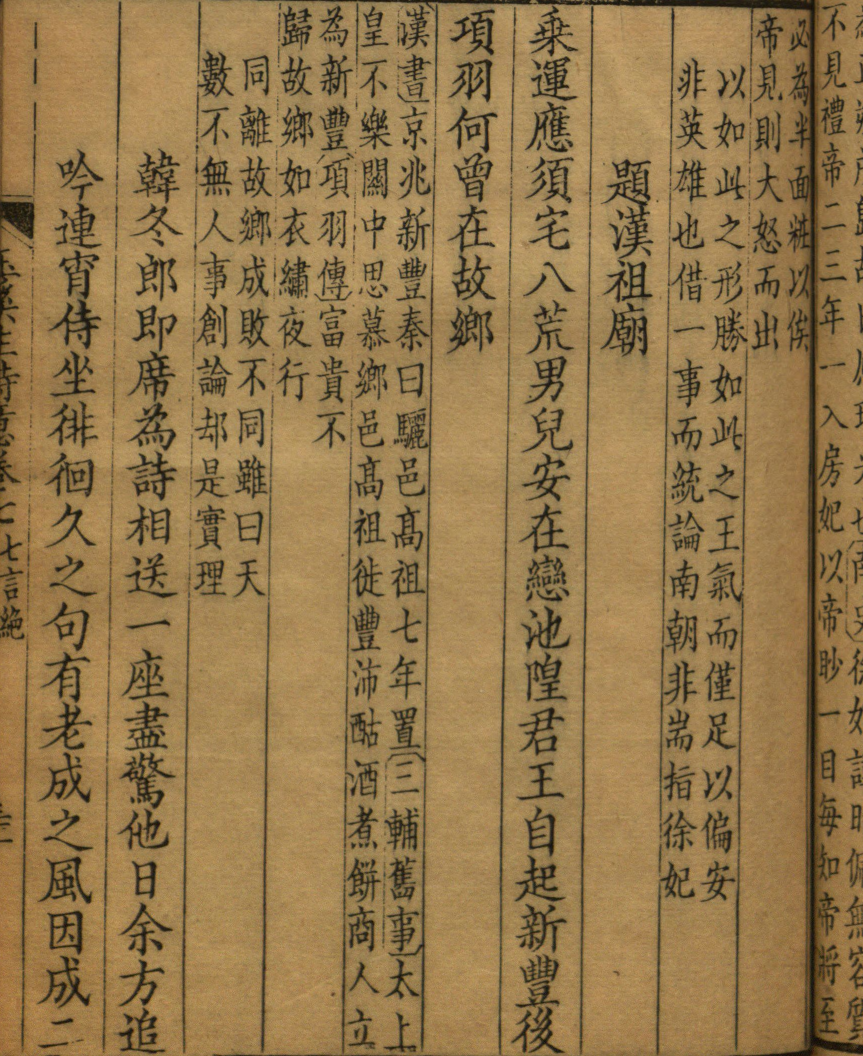 不見禮帝二三年一入房妃以帝眇一目每知帝將至
必為半面粧以俟
帝見則大怒而出
以如此之形勝如此之王氣而僅足以偏安
非英雄也借一事而統論南朝非耑指徐妃
題漢祖廟
乗運應須宅八荒男兒安在戀池隍君王自起新豐後
項羽何曾在故鄉
漢書京兆新豐秦曰驪邑髙祖七年置三輔舊事太上
皇不樂關中思慕鄉邑髙祖徙豐沛酤酒煮餅商人立
為新豐項羽傳富貴不
歸故鄉如衣繡夜行
同離故鄉成敗不同雖曰天
數不無人事創論却是實理
韓冬郎即席為詩相送一座盡驚他日余方追
吟連宵侍坐徘徊久之句有老成之風因成二
七言絶